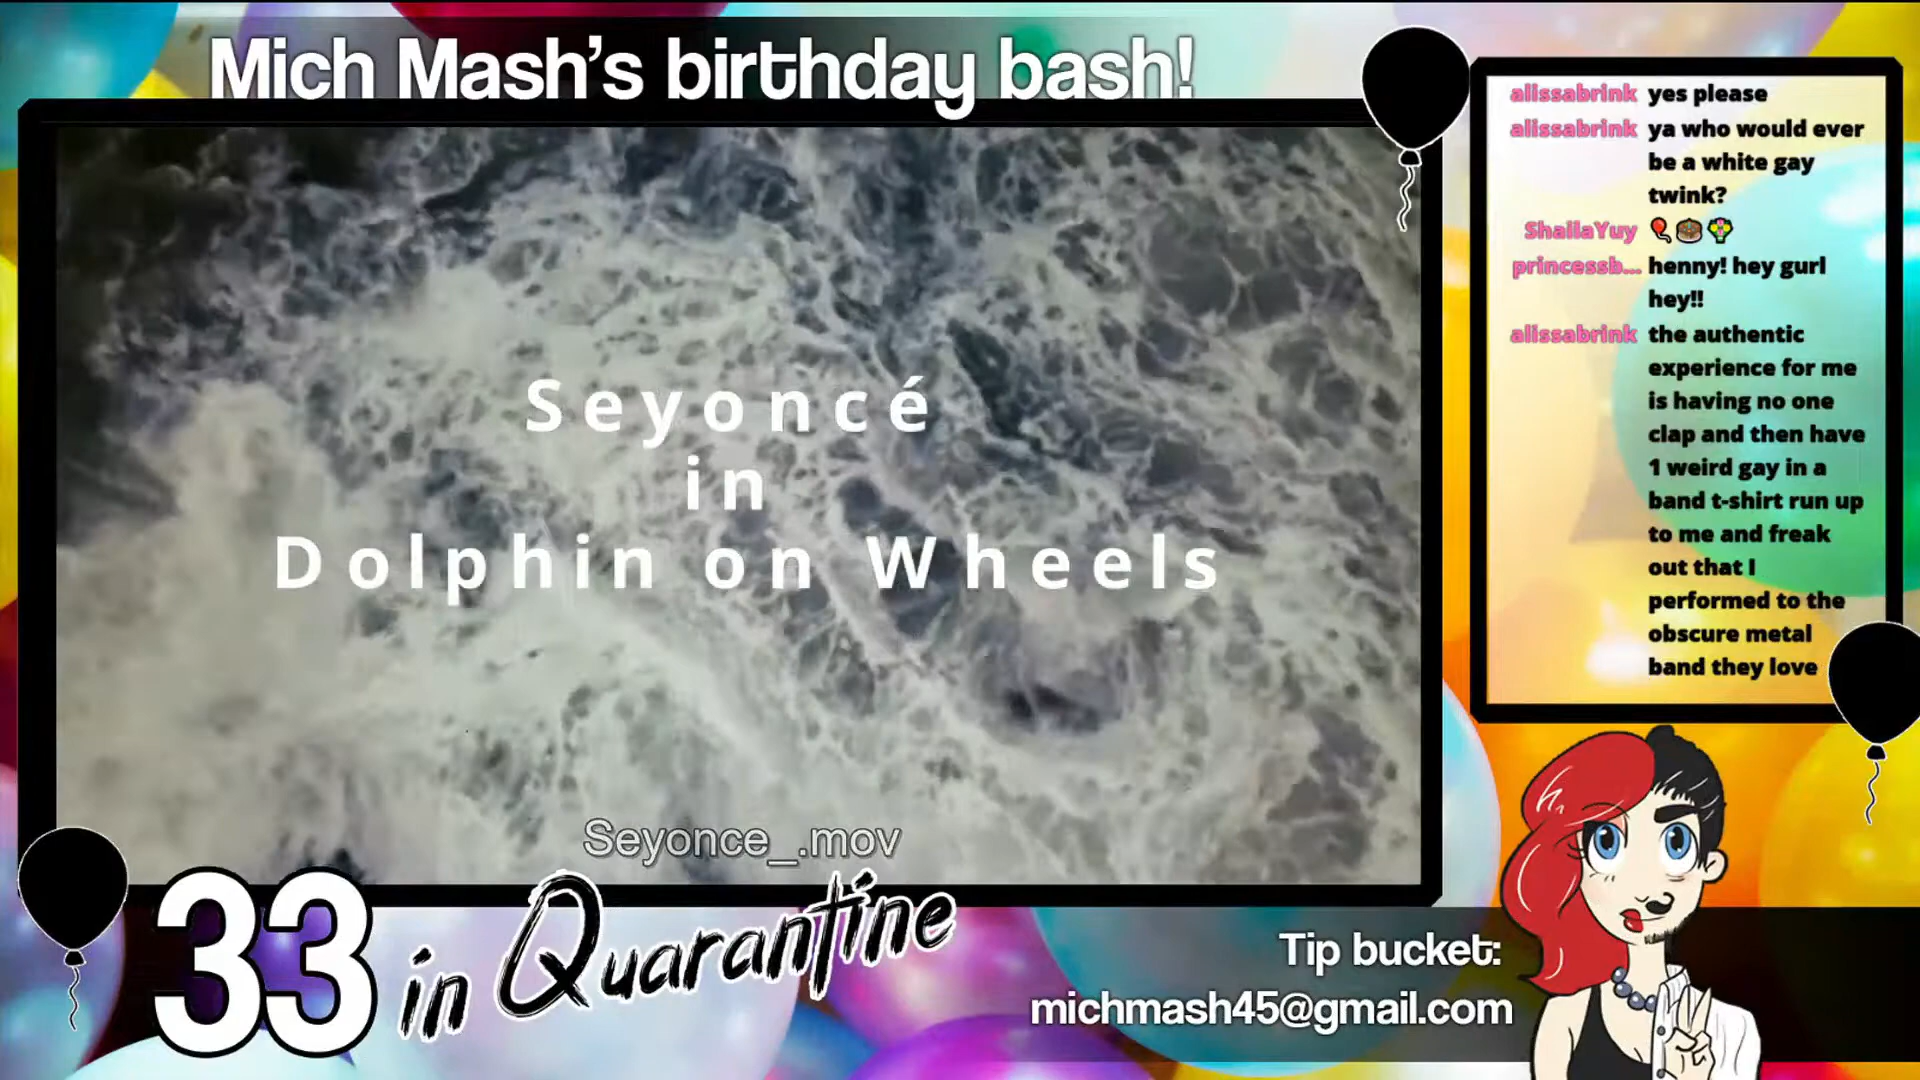 Mich Mash's birthday bash!
Seyoncé
in
Dolphin on Wheels
Seyonce_.mov
33 in Quarantine
Tip bucket:
michmash45@gmail.com
alissabrink yes please
alissabrink ya who would ever
be a white gay
twink?
ShailaYuy 🎈🎂💐
princessb... henny! hey gurl
hey!!
alissabrink the authentic
experience for me
is having no one
clap and then have
1 weird gay in a
band t-shirt run up
to me and freak
out that I
performed to the
obscure metal
band they love